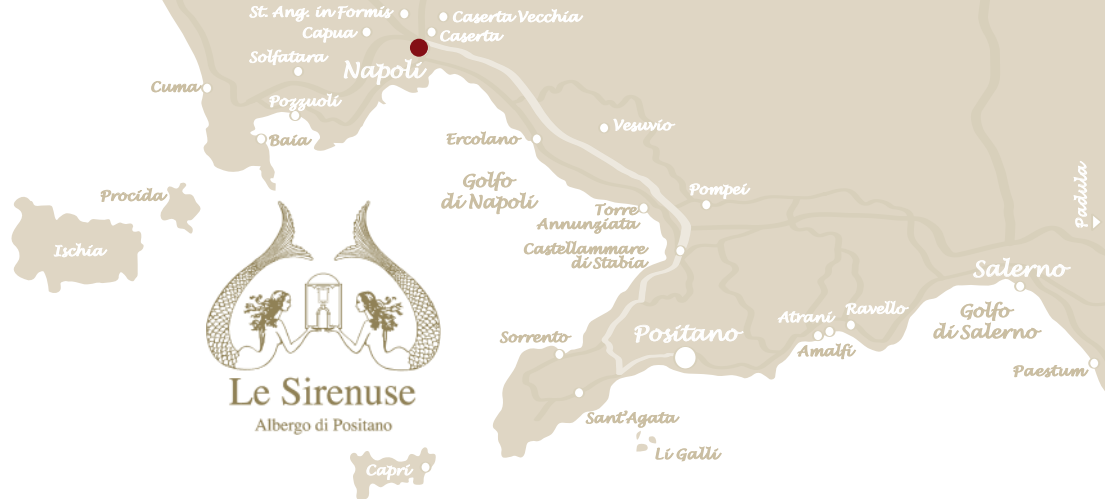 St. Ang. in Formis
Caserta Vecchia
Capua
Caserta
Solfatara
Napoli
Cuma
Pozzuoli
Baia
Ercolano
Vesuvio
Procida
Golfo
di Napoli
Pompei
Padula
Torre
Annunziata
Ischia
Castellammare
di Stabia
Salerno
Ravello
Atrani
Golfo
di Salerno
Sorrento
Positano
Amalfi
Paestum
Le Sirenuse
Albergo di Positano
Sant'Agata
Li Galli
Capri